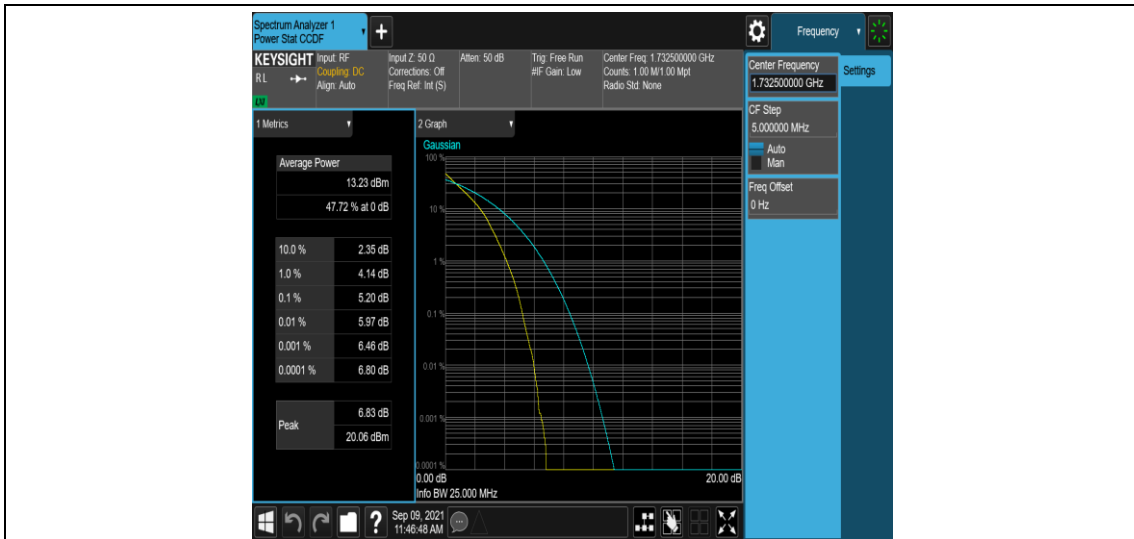 Spectrum Analyzer 1
Power Stat CCDF
+
Frequency
KEYSIGHT
RL
LXI
Input: RF
Coupling: DC
Align: Auto
Input Z: 50 Ω
Corrections: Off
Freq Ref: Int (S)
Atten: 50 dB
Trig: Free Run
#IF Gain: Low
Center Freq: 1.732500000 GHz
Counts: 1.00 M/1.00 Mpt
Radio Std: None
Center Frequency
1.732500000 GHz
Settings
CF Step
5.000000 MHz
Auto
Man
Freq Offset
0 Hz
1 Metrics
Average Power
13.23 dBm
47.72 % at 0 dB
10.0 % 2.35 dB
1.0 % 4.14 dB
0.1 % 5.20 dB
0.01 % 5.97 dB
0.001 % 6.46 dB
0.0001 % 6.80 dB
Peak
6.83 dB
20.06 dBm
2 Graph
Gaussian
100 %
10 %
1 %
0.1 %
0.01 %
0.001 %
0.0001 %
0.00 dB 20.00 dB
Info BW 25.000 MHz
?
Sep 09, 2021
11:46:48 AM